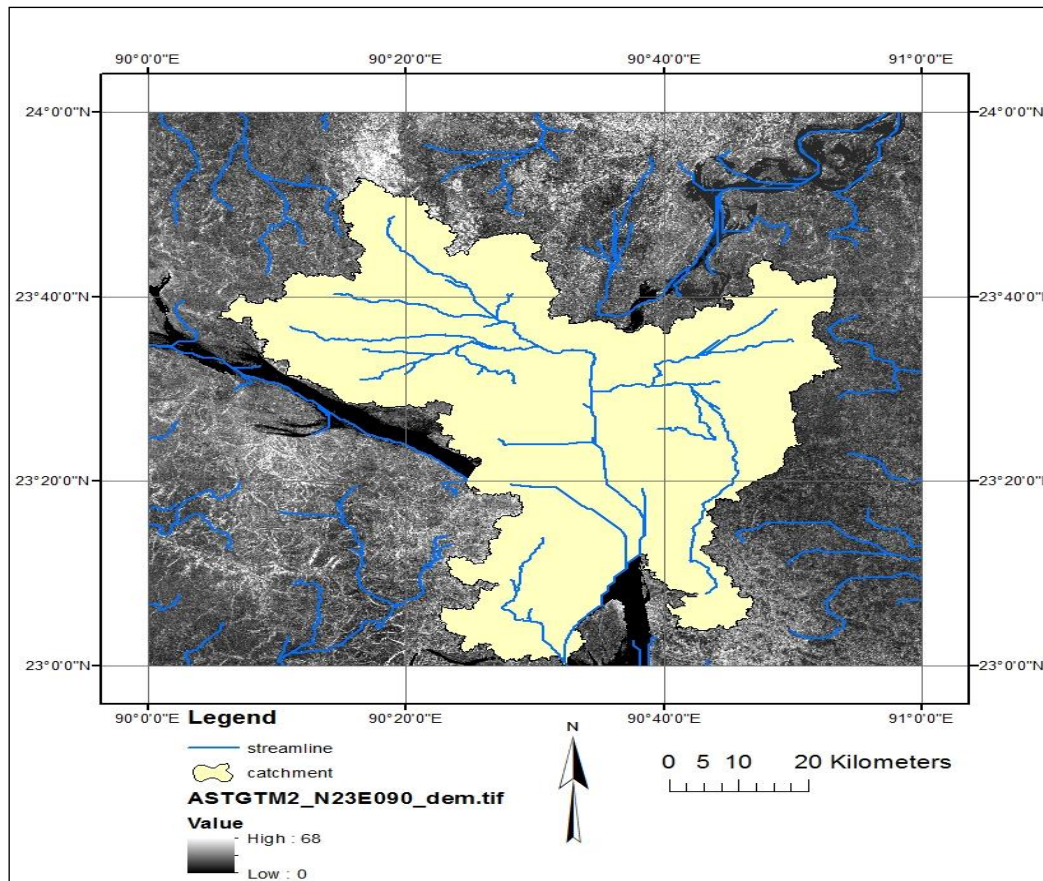 90°0'0"E 90°20'0"E 90°40'0"E 91°0'0"E
24°0'0"N 24°0'0"N
23°40'0"N 23°40'0"N
23°20'0"N 23°20'0"N
23°0'0"N 23°0'0"N
90°0'0"E 90°20'0"E 90°40'0"E 91°0'0"E
Legend
streamline
catchment
ASTGTM2_N23E090_dem.tif
Value
High : 68
Low : 0
N
0 5 10 20 Kilometers